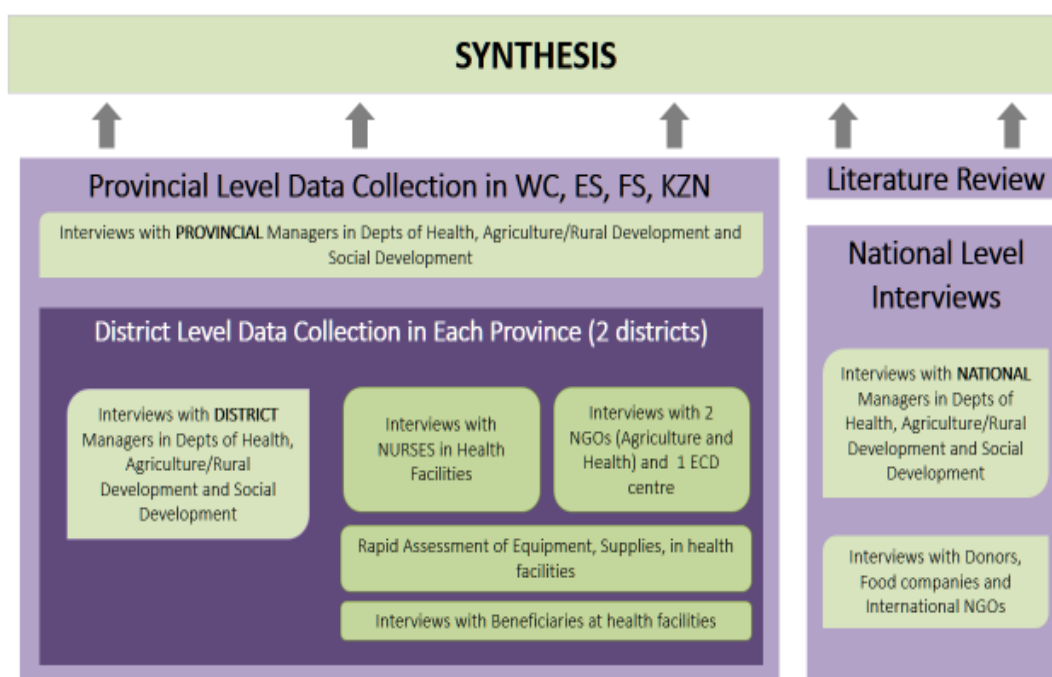 SYNTHESIS
Provincial Level Data Collection in WC, ES, FS, KZN
Interviews with PROVINCIAL Managers in Depts of Health, Agriculture/Rural Development and
Social Development
District Level Data Collection in Each Province (2 districts)
Interviews with DISTRICT
Managers in Depts of Health,
Agriculture/Rural
Development and Social
Development
Interviews with
NURSES in Health
Facilities
Interviews with 2
NGOs (Agriculture and
Health) and 1 ECD
centre
Rapid Assessment of Equipment, Supplies, in health
facilities
Interviews with Beneficiaries at health facilities
Literature Review
National Level
Interviews
Interviews with NATIONAL
Managers in Depts of
Health, Agriculture/Rural
Development and Social
Development
Interviews with Donors,
Food companies and
International NGOs